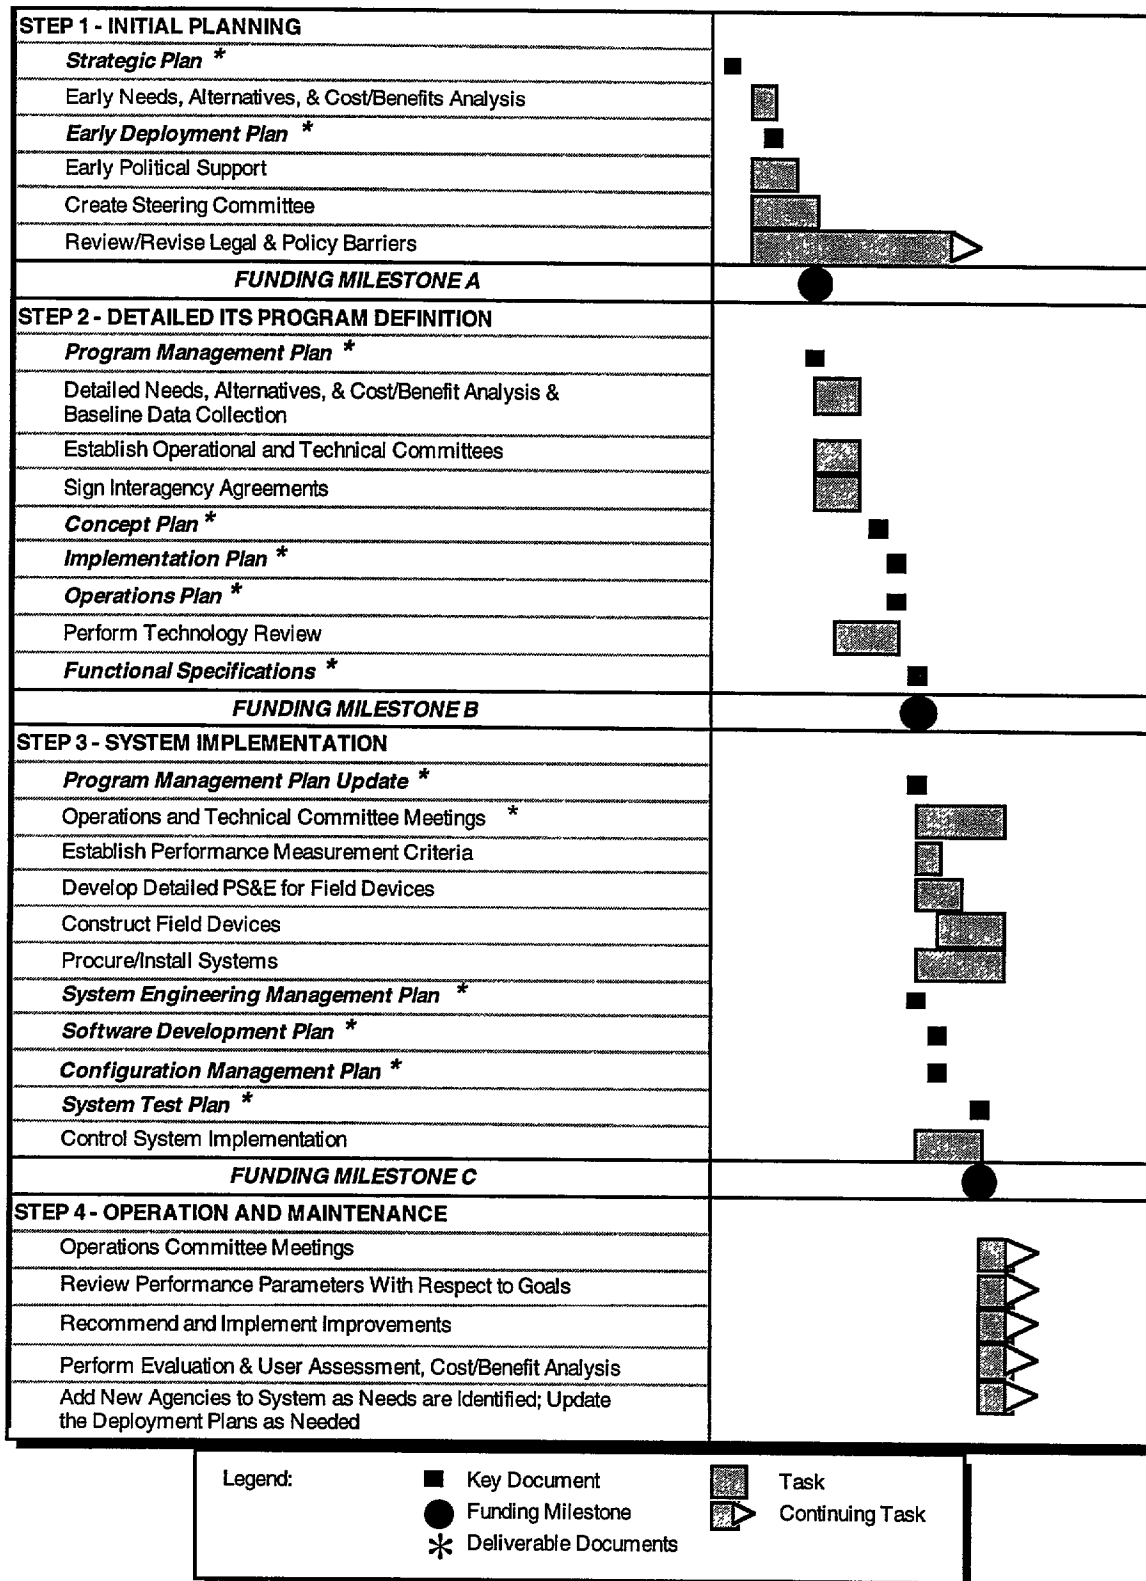 STEP 1 - INITIAL PLANNING
Strategic Plan *
Early Needs, Alternatives, & Cost/Benefits Analysis
Early Deployment Plan *
Early Political Support
Create Steering Committee
Review/Revise Legal & Policy Barriers
FUNDING MILESTONE A
STEP 2 - DETAILED ITS PROGRAM DEFINITION
Program Management Plan *
Detailed Needs, Alternatives, & Cost/Benefit Analysis &
Baseline Data Collection
Establish Operational and Technical Committees
Sign Interagency Agreements
Concept Plan *
Implementation Plan *
Operations Plan *
Perform Technology Review
Functional Specifications *
FUNDING MILESTONE B
STEP 3 - SYSTEM IMPLEMENTATION
Program Management Plan Update *
Operations and Technical Committee Meetings *
Establish Performance Measurement Criteria
Develop Detailed PS&E for Field Devices
Construct Field Devices
Procure/Install Systems
System Engineering Management Plan *
Software Development Plan *
Configuration Management Plan *
System Test Plan *
Control System Implementation
FUNDING MILESTONE C
STEP 4 - OPERATION AND MAINTENANCE
Operations Committee Meetings
Review Performance Parameters With Respect to Goals
Recommend and Implement Improvements
Perform Evaluation & User Assessment, Cost/Benefit Analysis
Add New Agencies to System as Needs are Identified; Update
the Deployment Plans as Needed
Legend:
Key Document
Task
Funding Milestone
Continuing Task
* Deliverable Documents